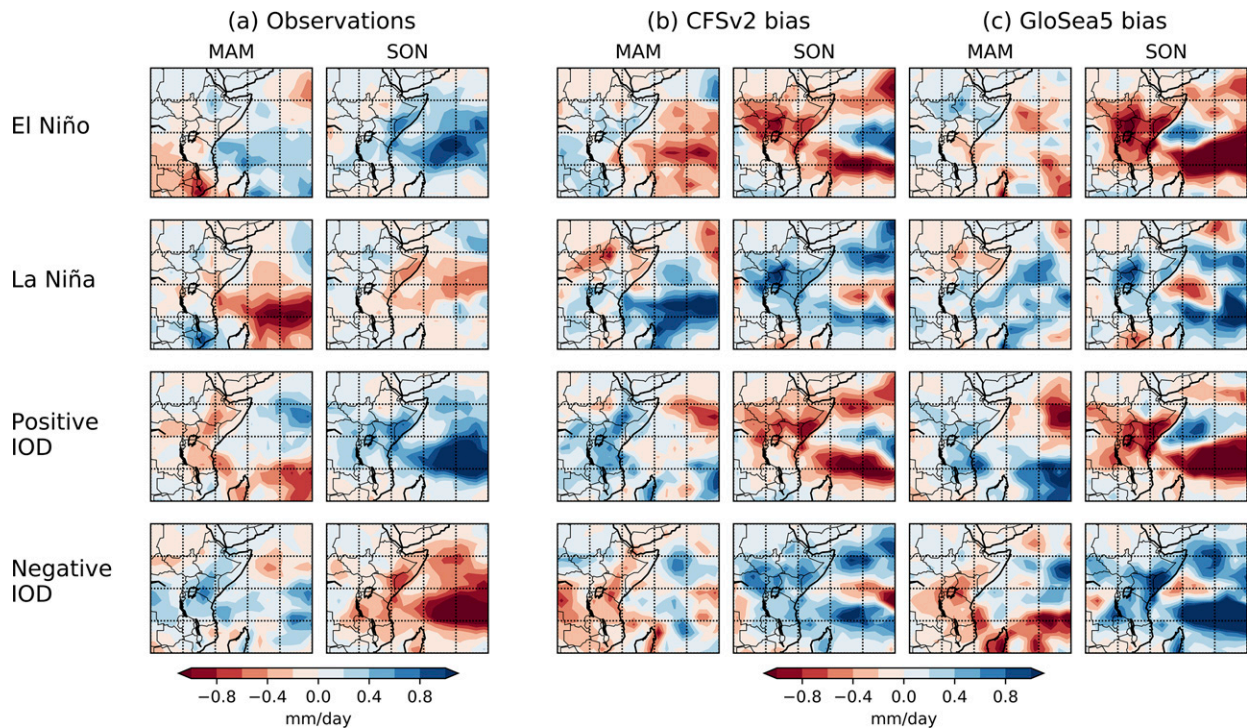 (a) Observations (b) CFSv2 bias (c) GloSea5 bias
MAM SON MAM SON MAM SON
El Niño
La Niña
Positive
IOD
Negative
IOD
−0.8 −0.4 0.0 0.4 0.8 −0.8 −0.4 0.0 0.4 0.8
mm/day mm/day